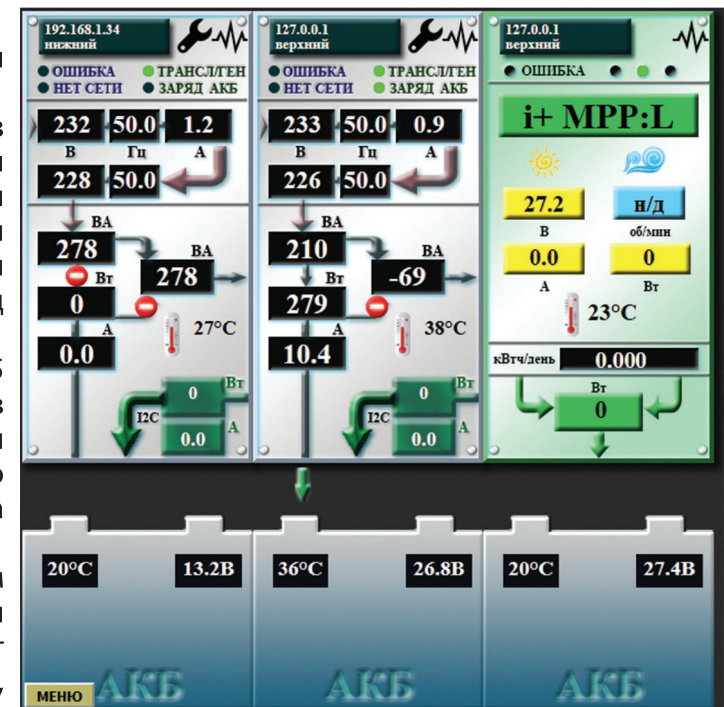 192.168.1.34
нижний
ОШИБКА ТРАНСЛ/ГЕН
НЕТ СЕТИ ЗАРЯД АКБ
232 50.0 1.2
В Гц А
228 50.0
ВА
278
ВА
Вт
278
0
27°C
А
0.0
Вт
0
I2C
А
0.0
127.0.0.1
верхний
ОШИБКА ТРАНСЛ/ГЕН
НЕТ СЕТИ ЗАРЯД АКБ
233 50.0 0.9
В Гц А
226 50.0
ВА
210
ВА
Вт
-69
279
38°C
А
10.4
Вт
0
I2C
А
0.0
127.0.0.1
верхний
ОШИБКА
i+ MPP:L
27.2 н/д
В об/мин
0.0 0
А Вт
23°C
кВтч/день 0.000
Вт
0
20°C 13.2В
АКБ
МЕНЮ
36°C 26.8В
АКБ
20°C 27.4В
АКБ